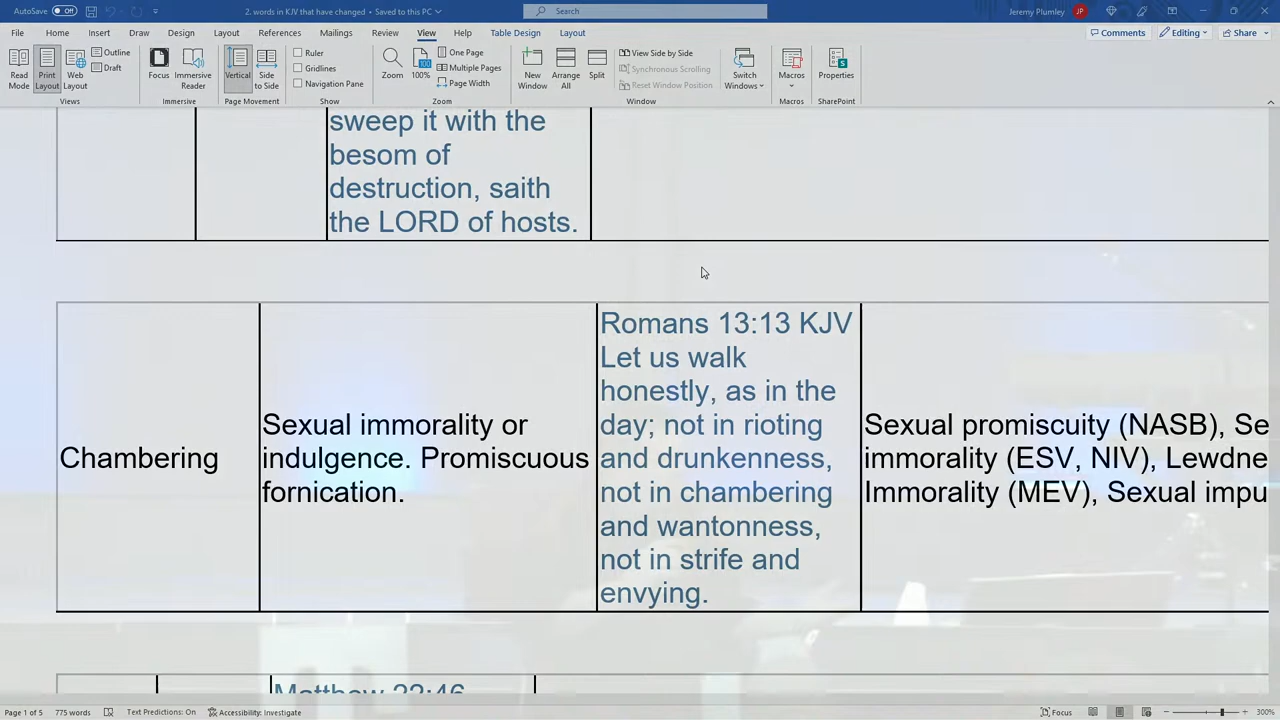 AutoSave Off 2. words in KJV that have changed • Saved to this PC Search Jeremy Plumley JP
File Home Insert Draw Design Layout References Mailings Review View Help Table Design Layout Comments Editing Share
Read Mode Print Layout Web Layout Outline Draft Focus Immersive Reader Vertical Side to Side Ruler Gridlines Navigation Pane Zoom 100% One Page Multiple Pages Page Width New Window Arrange All Split View Side by Side Synchronous Scrolling Reset Window Position Switch Windows Macros Properties
Views Immersive Page Movement Show Zoom Window Macros SharePoint
sweep it with the
besom of
destruction, saith
the LORD of hosts.
Chambering
Sexual immorality or
indulgence. Promiscuous
fornication.
Romans 13:13 KJV
Let us walk
honestly, as in the
day; not in rioting
and drunkenness,
not in chambering
and wantonness,
not in strife and
envying.
Sexual promiscuity (NASB), Se
immorality (ESV, NIV), Lewdne
Immorality (MEV), Sexual impu
Matthew 22:46
Page 1 of 5 775 words Text Predictions: On Accessibility: Investigate Focus 300%